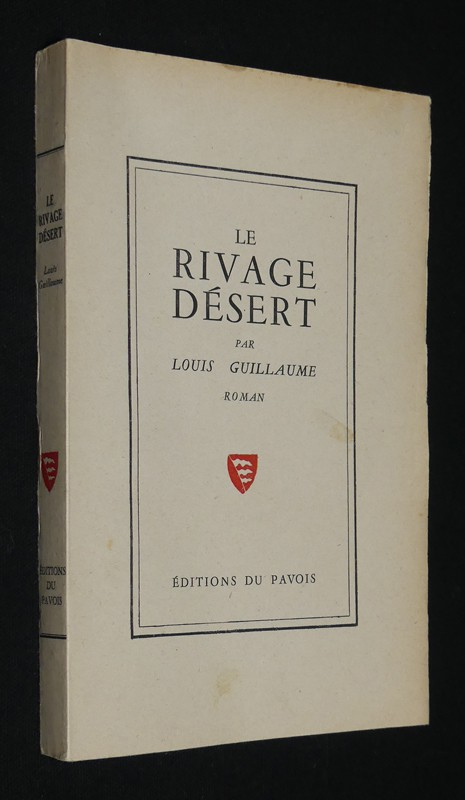 LE
RIVAGE
DÉSERT
Louis
Guillaume
ÉDITIONS
DU
PAVOIS
LE
RIVAGE
DÉSERT
PAR
LOUIS GUILLAUME
ROMAN
ÉDITIONS DU PAVOIS